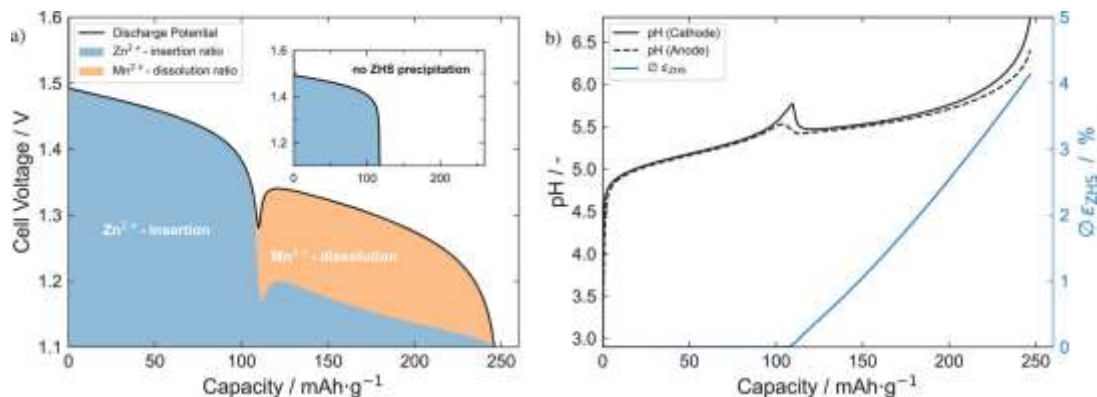 a)
Cell Voltage / V
1.6
1.5
1.4
1.3
1.2
1.1
Discharge Potential
Zn²⁺ - insertion ratio
Mn²⁺ - dissolution ratio
1.6
1.4
1.2
no ZHS precipitation
0
100
200
Zn²⁺ - insertion
Mn²⁺ - dissolution
0
50
100
150
200
250
Capacity / mAh·g⁻¹
b)
pH / -
6.5
6.0
5.5
5.0
4.5
4.0
3.5
3.0
pH (Cathode)
pH (Anode)
∅ ε_ZHS
5
4
3
2
1
0
∅ ε_ZHS / %
0
50
100
150
200
250
Capacity / mAh·g⁻¹